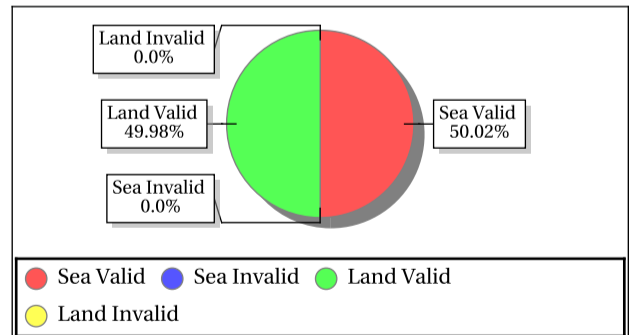 Land Invalid
0.0%
Land Valid
49.98%
Sea Valid
50.02%
Sea Invalid
0.0%
Sea Valid Sea Invalid Land Valid
Land Invalid